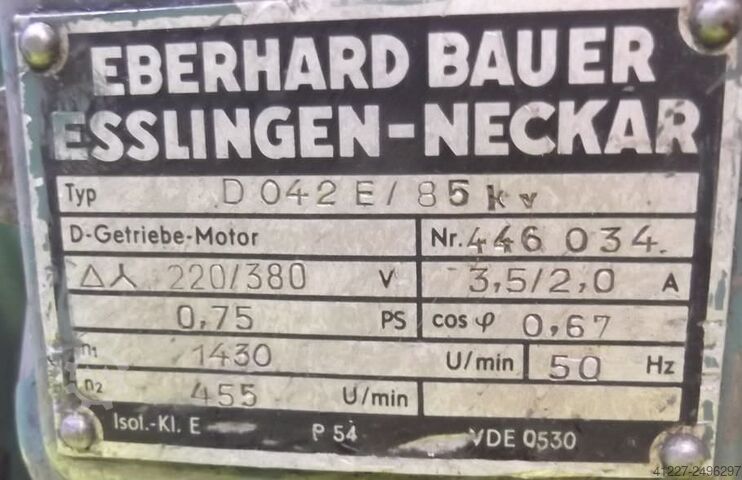 EBERHARD BAUER
ESSLINGEN-NECKAR
Typ D 042 E/85 kv
D-Getriebe-Motor Nr. 446 034.
△⅄ 220/380 V 3,5/2,0 A
0,75 PS cos φ 0,67
n₁ 1430 U/min 50 Hz
n₂ 455 U/min
Isol.-Kl. E P 54 VDE 0530
41227-2496297